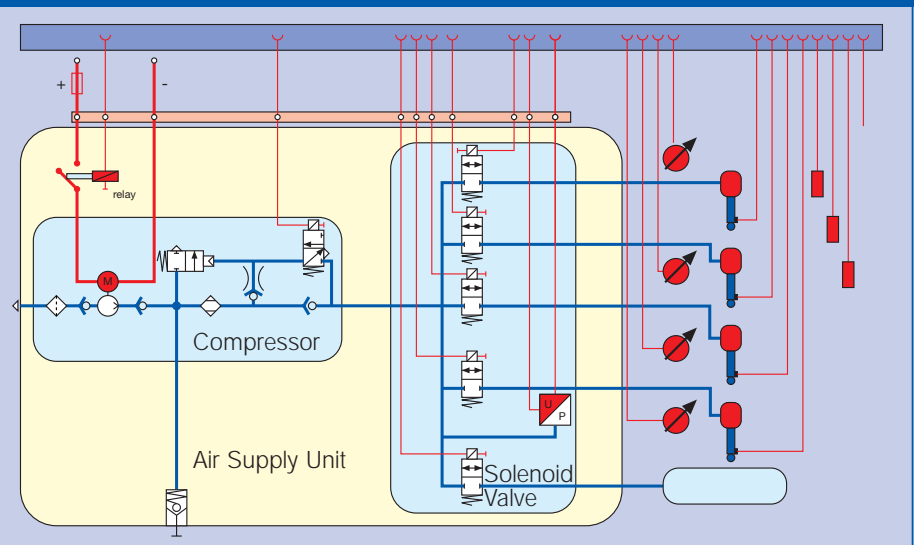 + -
relay
M
Compressor
U
P
Air Supply Unit
Solenoid
Valve